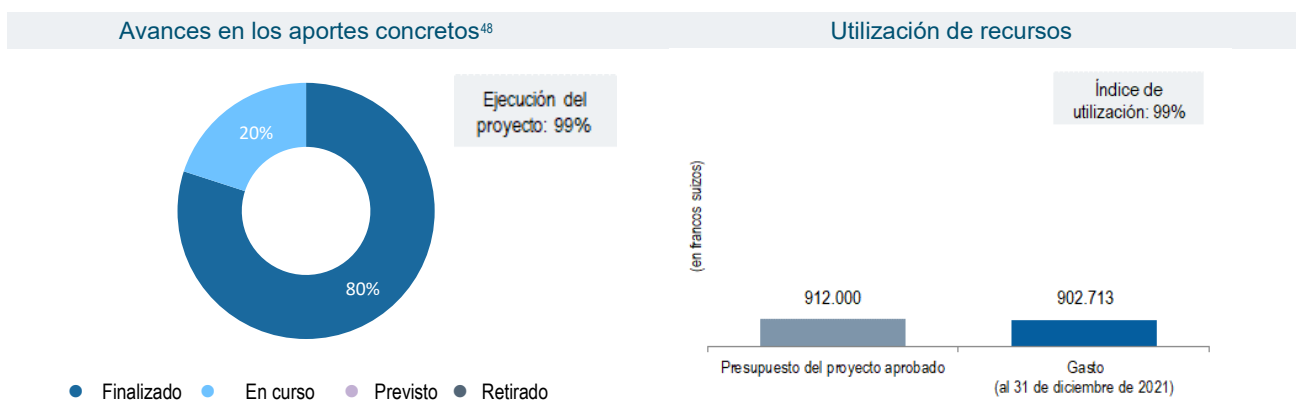 Avances en los aportes concretos⁴⁸
Utilización de recursos
Ejecución del
proyecto: 99%
20%
80%
Finalizado
En curso
Previsto
Retirado
Índice de
utilización: 99%
(en francos suizos)
912.000
902.713
Presupuesto del proyecto aprobado
Gasto
(al 31 de diciembre de 2021)